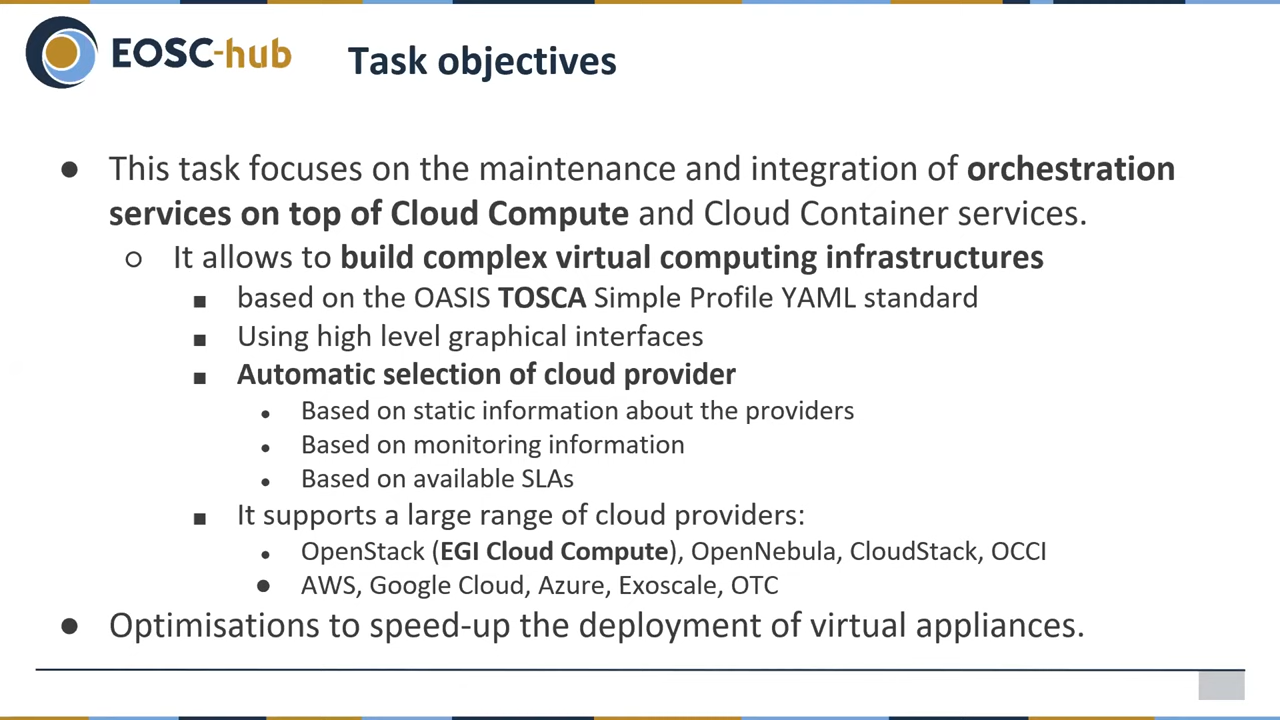 EOSC-hub
Task objectives
● This task focuses on the maintenance and integration of orchestration
services on top of Cloud Compute and Cloud Container services.
○ It allows to build complex virtual computing infrastructures
■ based on the OASIS TOSCA Simple Profile YAML standard
■ Using high level graphical interfaces
■ Automatic selection of cloud provider
● Based on static information about the providers
● Based on monitoring information
● Based on available SLAs
■ It supports a large range of cloud providers:
● OpenStack (EGI Cloud Compute), OpenNebula, CloudStack, OCCI
● AWS, Google Cloud, Azure, Exoscale, OTC
● Optimisations to speed-up the deployment of virtual appliances.